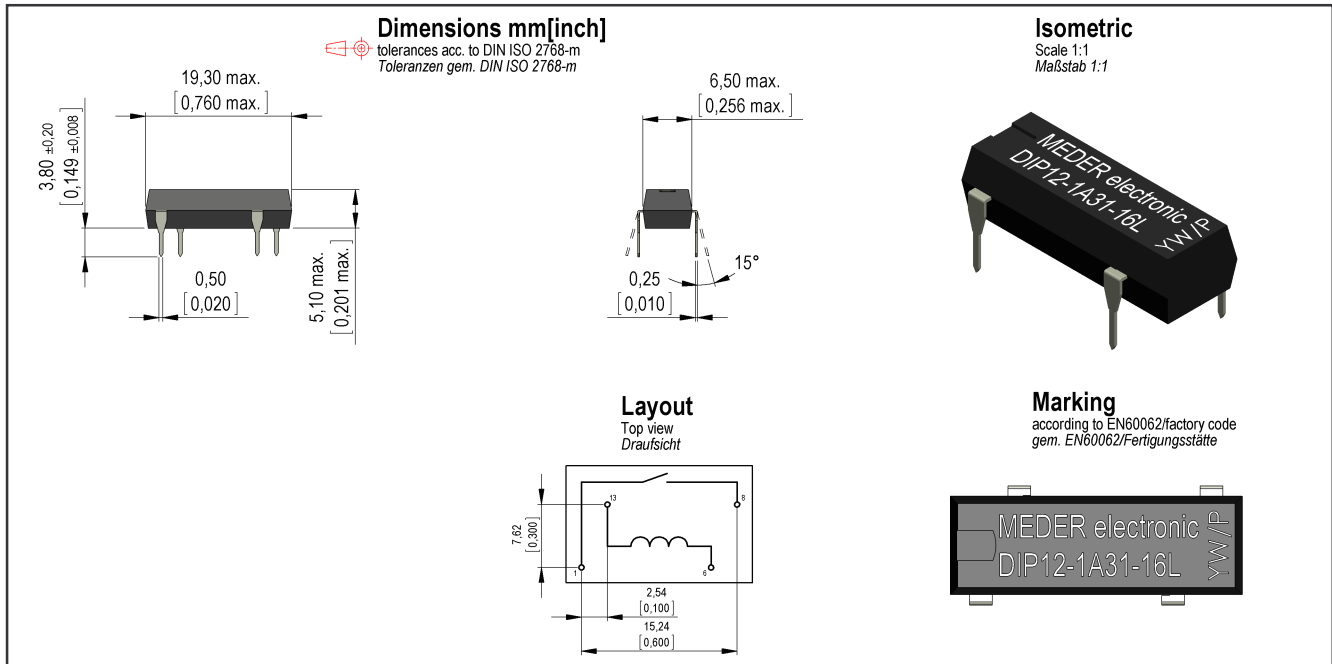 Dimensions mm[inch]
tolerances acc. to DIN ISO 2768-m
Toleranzen gem. DIN ISO 2768-m
19,30 max.
[0,760 max.]
3,80 ±0,20
[0,149 ±0,008]
0,50
[0,020]
5,10 max.
[0,201 max.]
6,50 max.
[0,256 max.]
0,25
[0,010]
15°
Isometric
Scale 1:1
Maßstab 1:1
MEDER electronic
DIP12-1A31-16L
YW/P
Layout
Top view
Draufsicht
13
8
1
6
7,62
[0,300]
2,54
[0,100]
15,24
[0,600]
Marking
according to EN60062/factory code
gem. EN60062/Fertigungsstätte
MEDER electronic
DIP12-1A31-16L
YW/P